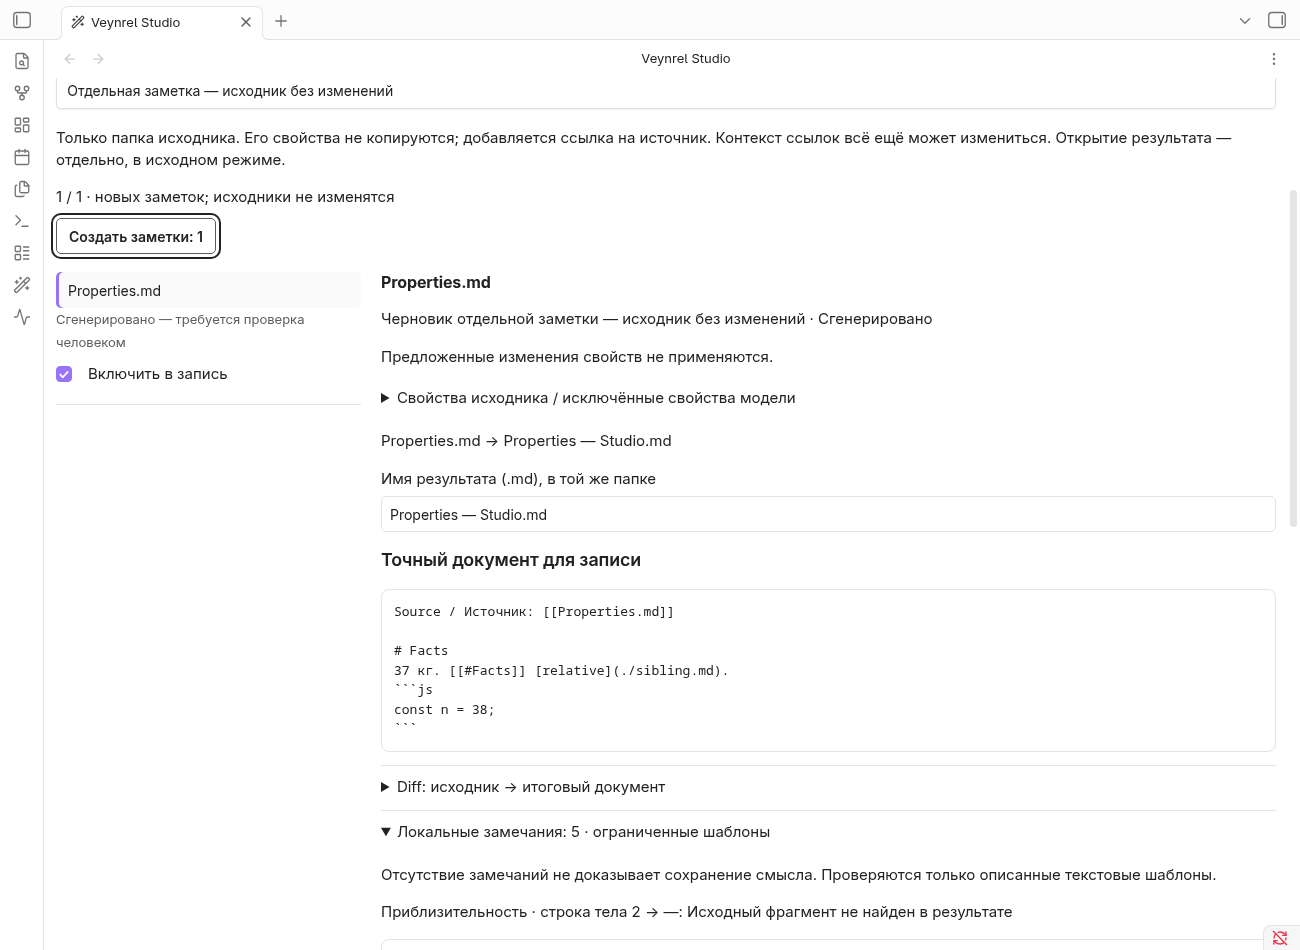 Veynrel Studio
Veynrel Studio
Отдельная заметка — исходник без изменений
Только папка исходника. Его свойства не копируются; добавляется ссылка на источник. Контекст ссылок всё ещё может измениться. Открытие результата —
отдельно, в исходном режиме.
1 / 1 · новых заметок; исходники не изменятся
Создать заметки: 1
Properties.md
Сгенерировано — требуется проверка
человеком
Включить в запись
Properties.md
Черновик отдельной заметки — исходник без изменений · Сгенерировано
Предложенные изменения свойств не применяются.
Свойства исходника / исключённые свойства модели
Properties.md → Properties — Studio.md
Имя результата (.md), в той же папке
Properties — Studio.md
Точный документ для записи
Source / Источник: [[Properties.md]]
# Facts
37 кг. [[#Facts]] [relative](./sibling.md).
```js
const n = 38;
```
Diff: исходник → итоговый документ
Локальные замечания: 5 · ограниченные шаблоны
Отсутствие замечаний не доказывает сохранение смысла. Проверяются только описанные текстовые шаблоны.
Приблизительность · строка тела 2 → —: Исходный фрагмент не найден в результате